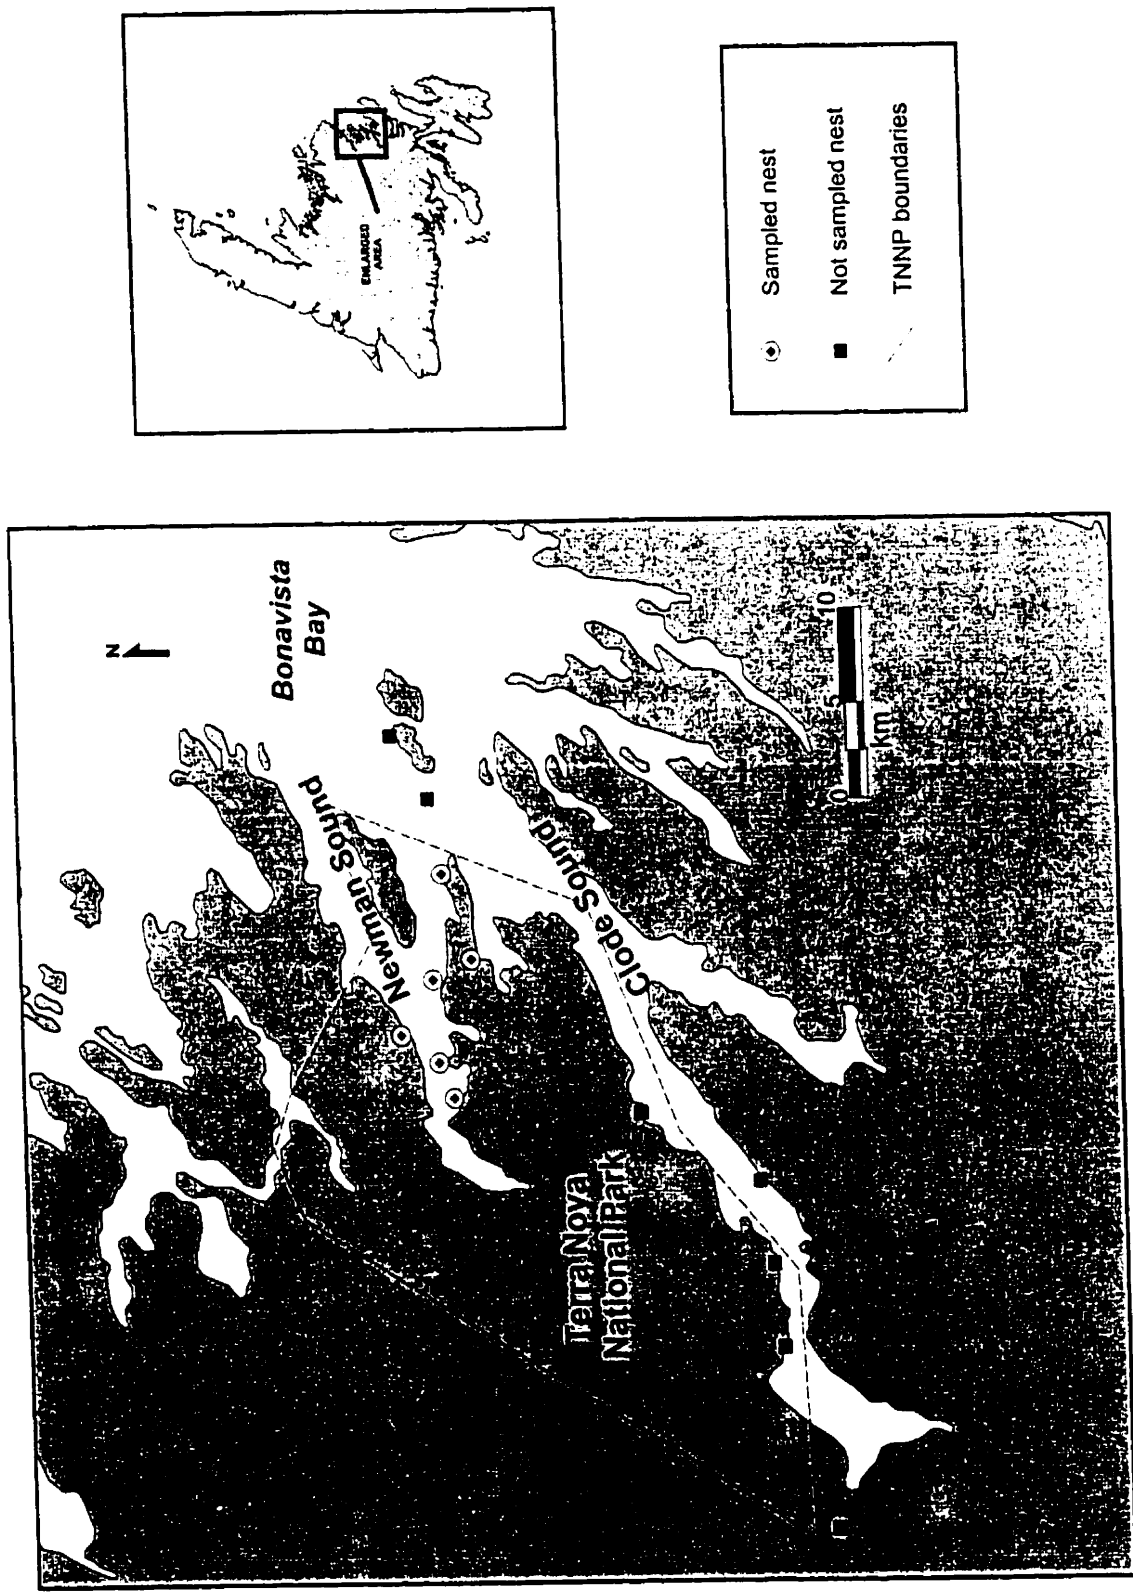 N
Bonavista
Bay
Newman Sound
Clode Sound
Terra Nova
National Park
0 5 10
km
ENLARGED
AREA
Sampled nest
Not sampled nest
TNNP boundaries